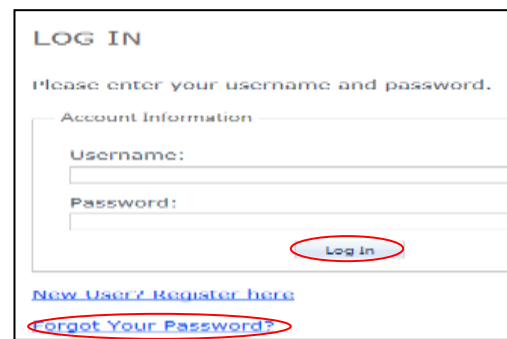 LOG IN
Please enter your username and password.
Account Information
Username:
Password:
Log In
New User? Register here
Forgot Your Password?